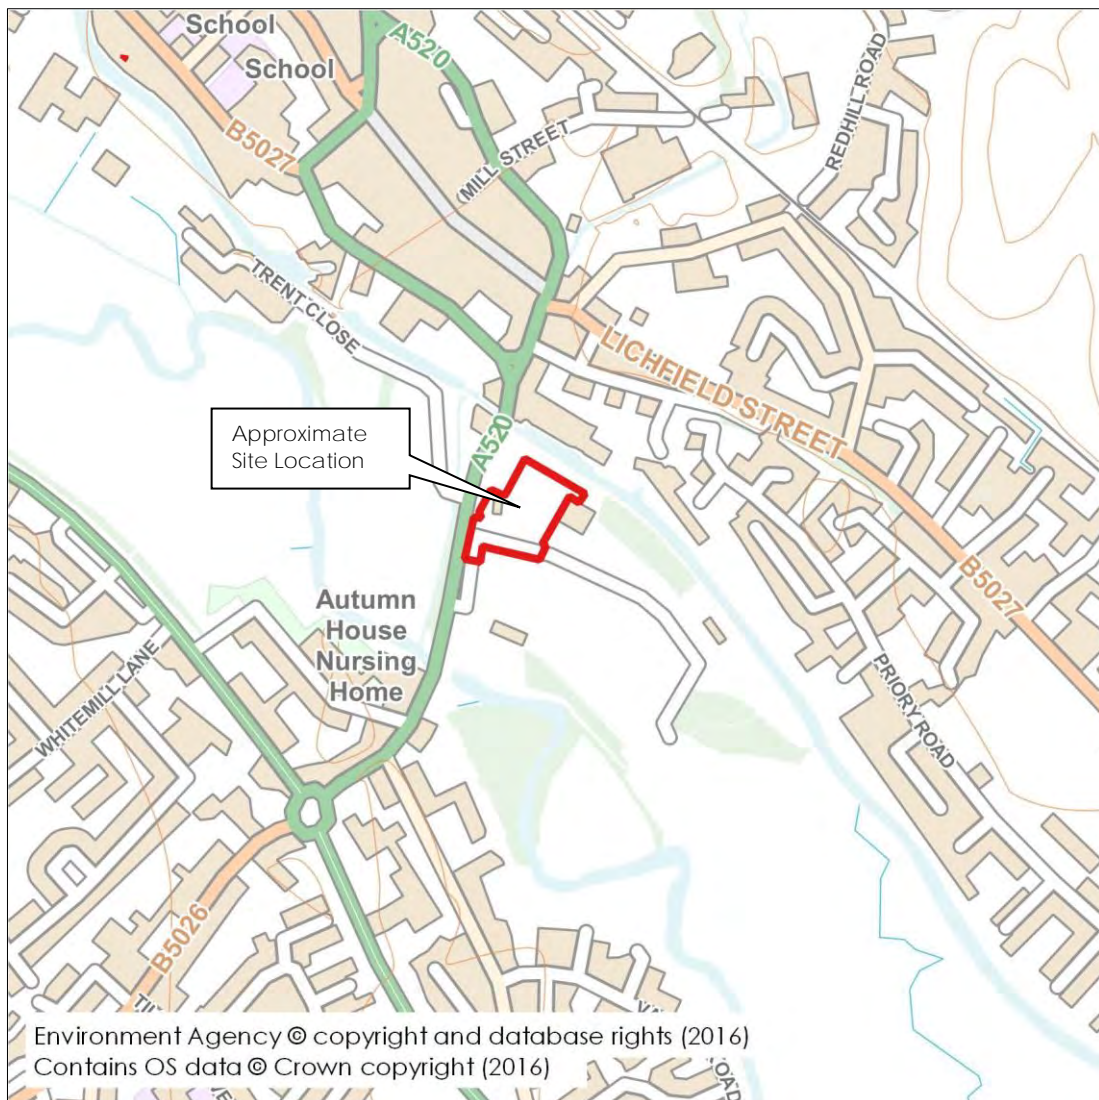 School
School
A520
B5027
MILL STREET
REDHILL ROAD
TRENT CLOSE
LICHFIELD STREET
Approximate
Site Location
A520
B5027
Autumn
House
Nursing
Home
WHITEMILL LANE
PRIORY ROAD
B5026
ROAD
Environment Agency © copyright and database rights (2016)
Contains OS data © Crown copyright (2016)